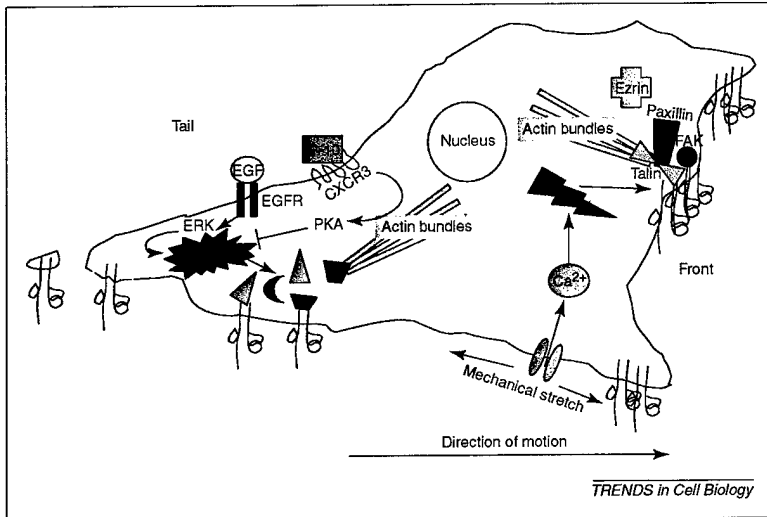 Ezrin
Paxillin
Tail
Nucleus
Actin bundles
FAK
EGF
CXCR3
Talin
EGFR
ERK
PKA
Actin bundles
Front
Ca2+
Mechanical stretch
Direction of motion
TRENDS in Cell Biology